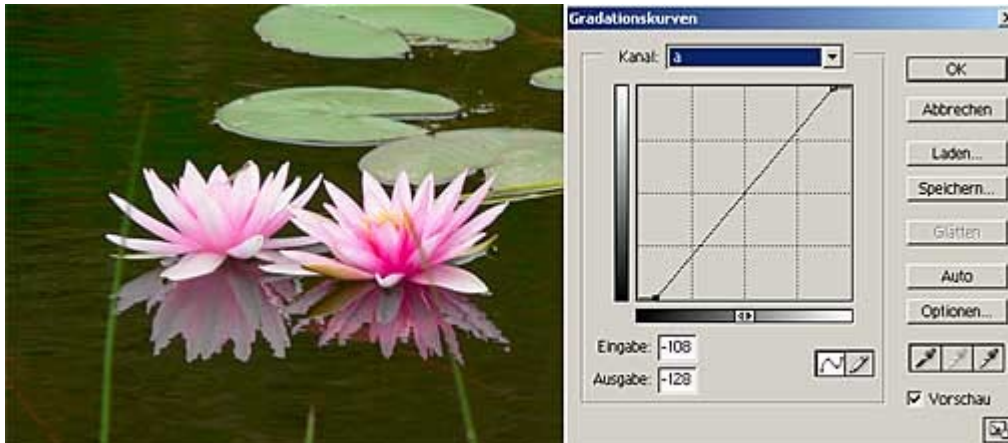 Gradationskurven
Kanal: a
OK
Abbrechen
Laden...
Speichern...
Glätten
Auto
Optionen...
Eingabe: -108
Ausgabe: -128
Vorschau